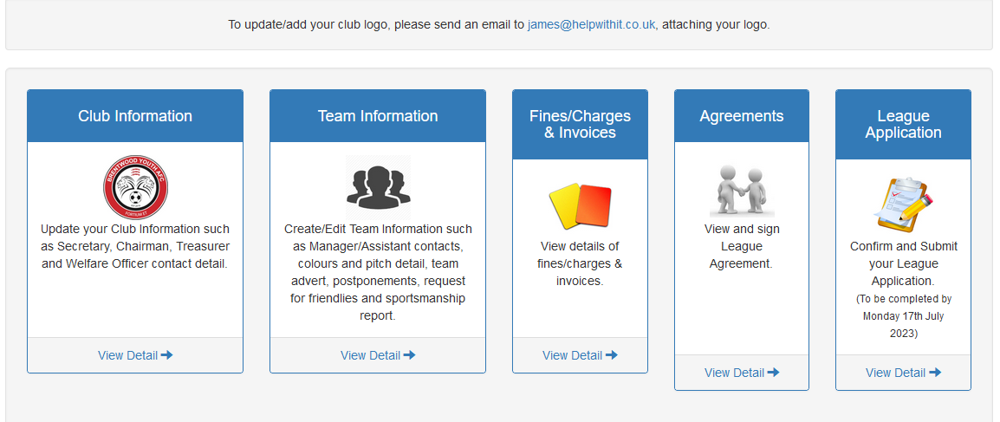 To update/add your club logo, please send an email to james@helpwithit.co.uk, attaching your logo.
Club Information
BRENTWOOD YOUTH AFC
FORTIUM ET
Update your Club Information such
as Secretary, Chairman, Treasurer
and Welfare Officer contact detail.
View Detail
Team Information
Create/Edit Team Information such
as Manager/Assistant contacts,
colours and pitch detail, team
advert, postponements, request
for friendlies and sportsmanship
report.
View Detail
Fines/Charges
& Invoices
View details of
fines/charges &
invoices.
View Detail
Agreements
View and sign
League
Agreement.
View Detail
League
Application
Confirm and Submit
your League
Application.
(To be completed by
Monday 17th July
2023)
View Detail